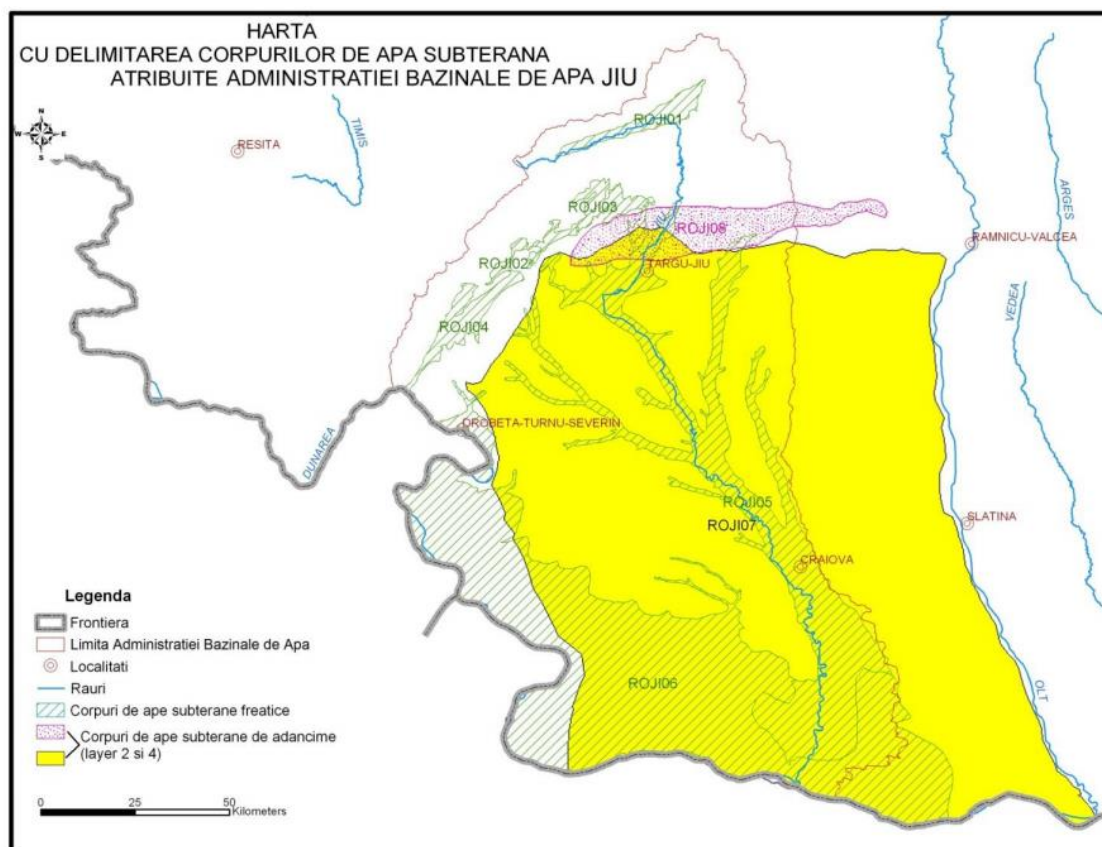 HARTA
CU DELIMITAREA CORPURILOR DE APA SUBTERANA
ATRIBUITE ADMINISTRATIEI BAZINALE DE APA JIU
N
W E
S
RESITA
TIMIS
ROJI01
ROJI03
JIU
ROJI08
ROJI02
TARGU-JIU
ROJI04
RAMNICU-VALCEA
ARGES
VEDEA
DROBETA-TURNU-SEVERIN
DUNAREA
ROJI05
ROJI07
SLATINA
CRAIOVA
ROJI06
OLT
Legenda
Frontiera
Limita Administratiei Bazinale de Apa
Localitati
Rauri
Corpuri de ape subterane freatice
Corpuri de ape subterane de adancime
(layer 2 si 4)
0 25 50
Kilometers